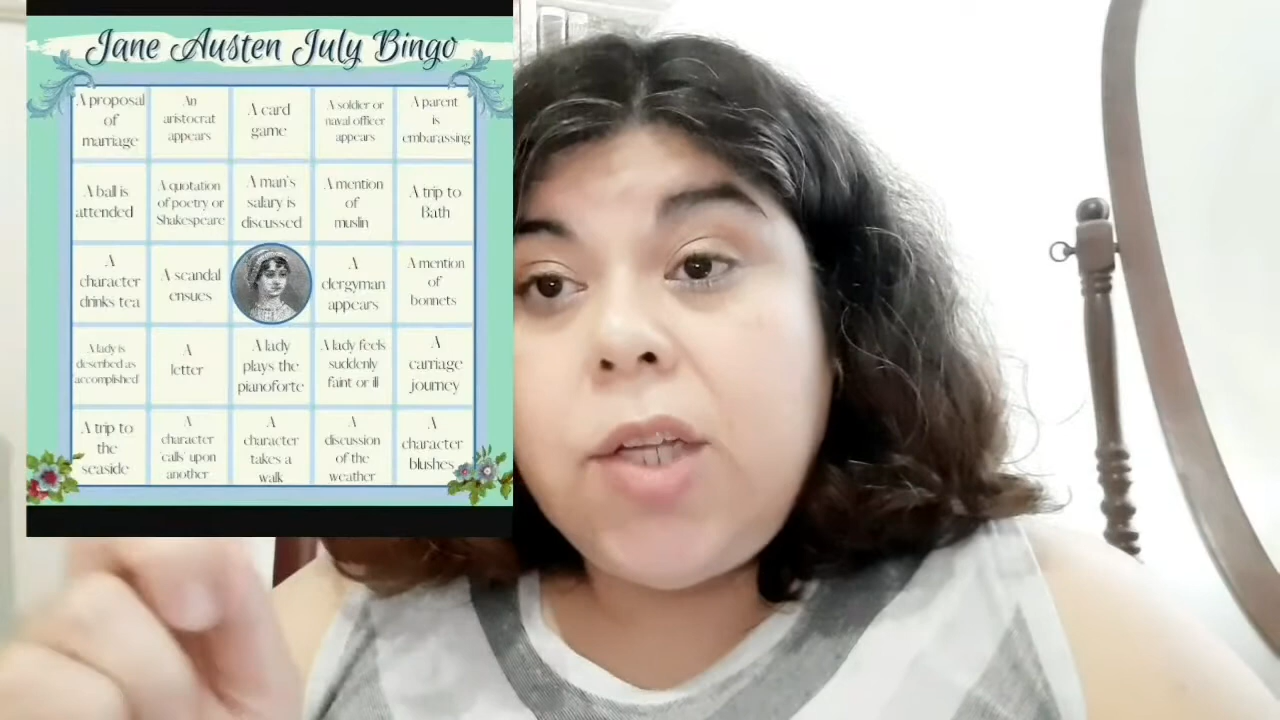 Jane Austen July Bingo
A proposal
of
marriage
An
aristocrat
appears
A card
game
A soldier or
naval officer
appears
A parent
is
embarassing
A ball is
attended
A quotation
of poetry or
Shakespeare
A man's
salary is
discussed
A mention
of
muslin
A trip to
Bath
A
character
drinks tea
A scandal
ensues
A
clergyman
appears
A mention
of
bonnets
A lady is
described as
'accomplished'
A
letter
A lady
plays the
pianoforte
A lady feels
suddenly
faint or ill
A
carriage
journey
A trip to
the
seaside
A
character
'calls' upon
another
A
character
takes a
walk
A
discussion
of the
weather
A
character
blushes